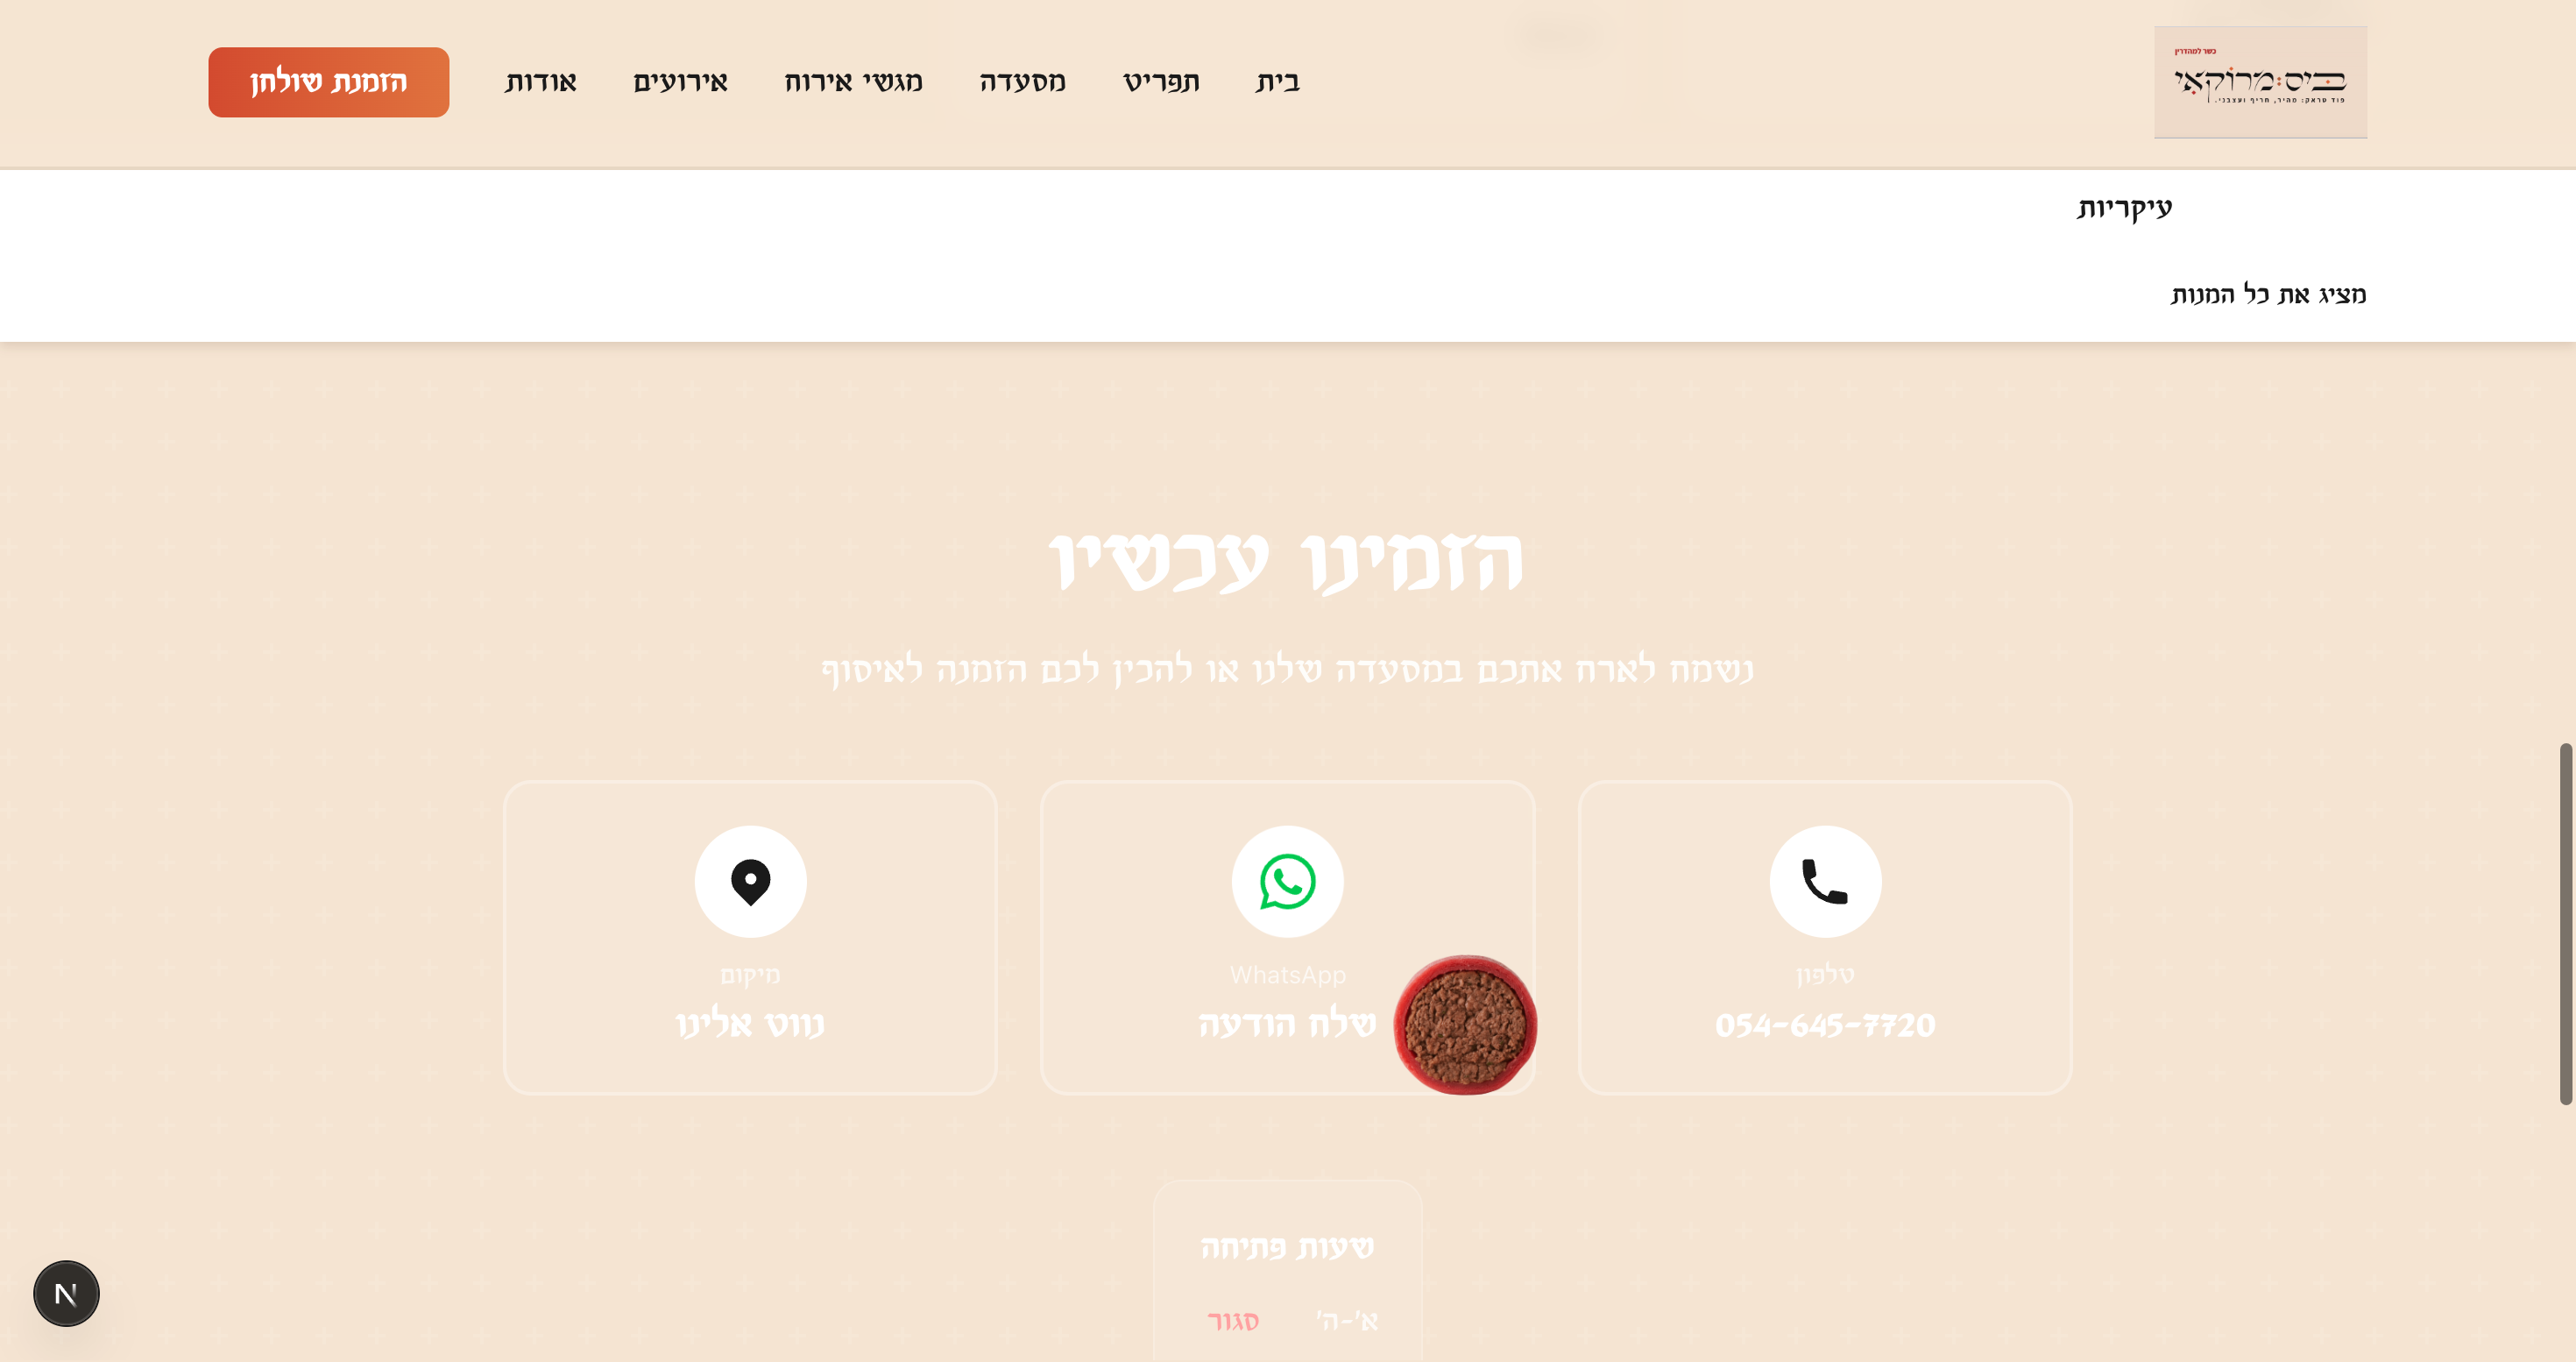 כשר למהדרין
בייס:מרוקאי
פוד טראק: מהיר, חריף ועצבני.
בית תפריט מסעדה מגשי אירוח אירועים אודות הזמנת שולחן
עיקריות
מציג את כל המנות
הזמינו עכשיו
נשמח לארח אתכם במסעדה שלנו או להכין לכם הזמנה לאיסוף
טלפון
054-645-7720
WhatsApp
שלח הודעה
מיקום
נווט אלינו
שעות פתיחה
א'-ה' סגור
N